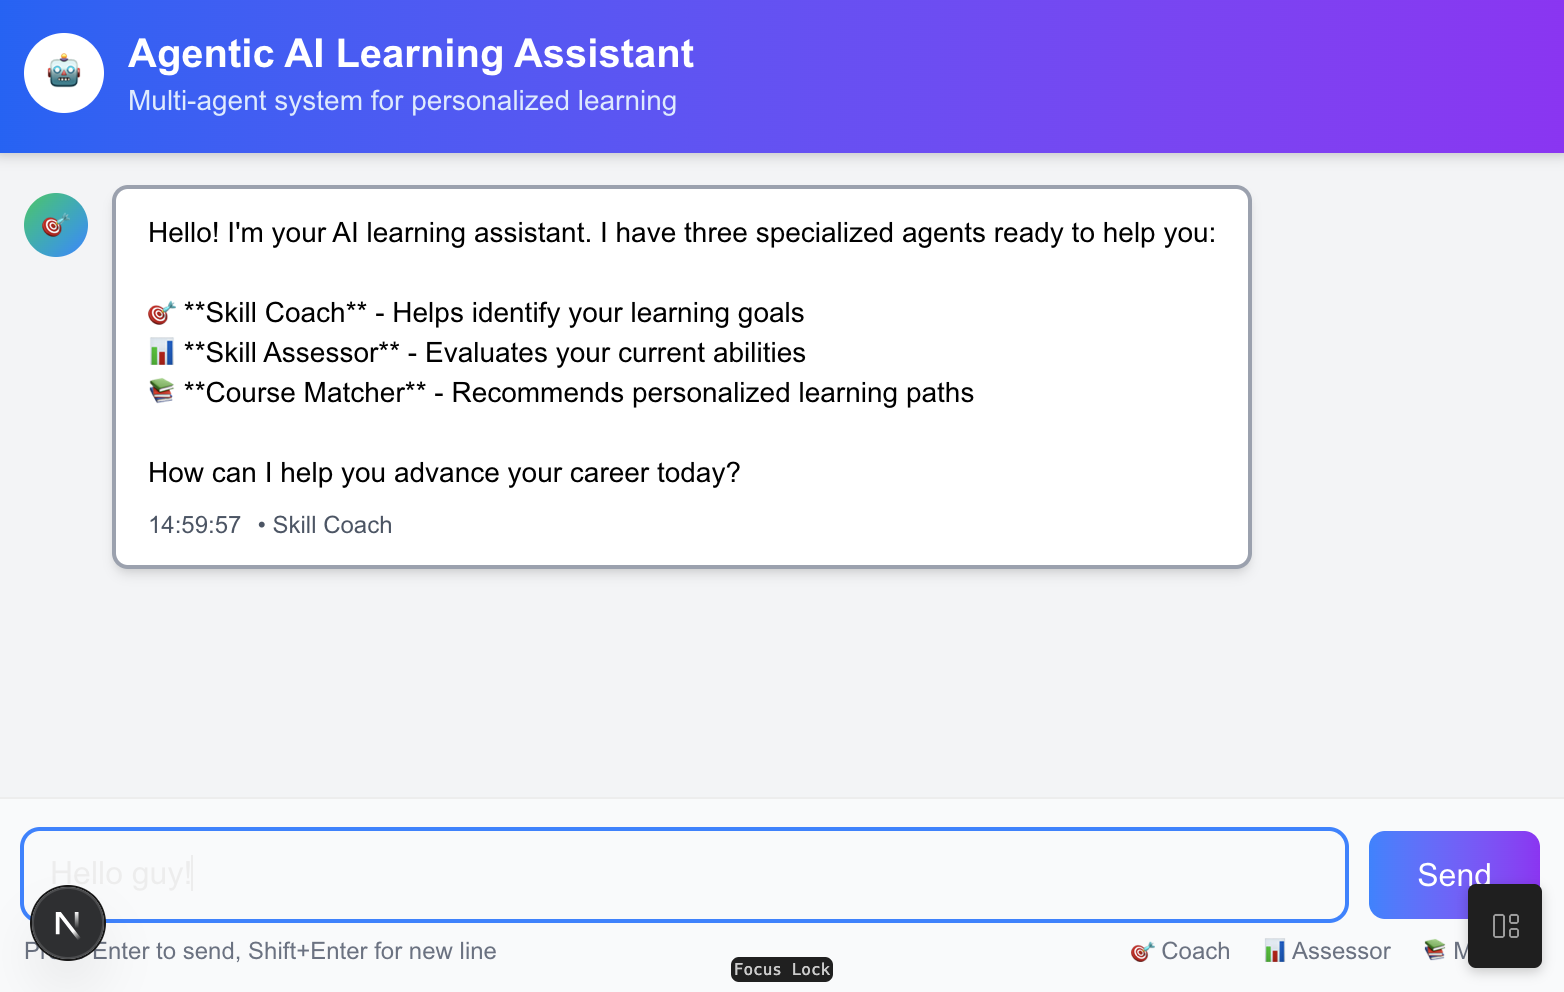 Agentic AI Learning Assistant
Multi-agent system for personalized learning
Hello! I'm your AI learning assistant. I have three specialized agents ready to help you:
🎯 **Skill Coach** - Helps identify your learning goals
📊 **Skill Assessor** - Evaluates your current abilities
📚 **Course Matcher** - Recommends personalized learning paths
How can I help you advance your career today?
14:59:57 • Skill Coach
Hello guy!
Send
N
Enter to send, Shift+Enter for new line
🎯 Coach 📊 Assessor 📚
Focus Lock